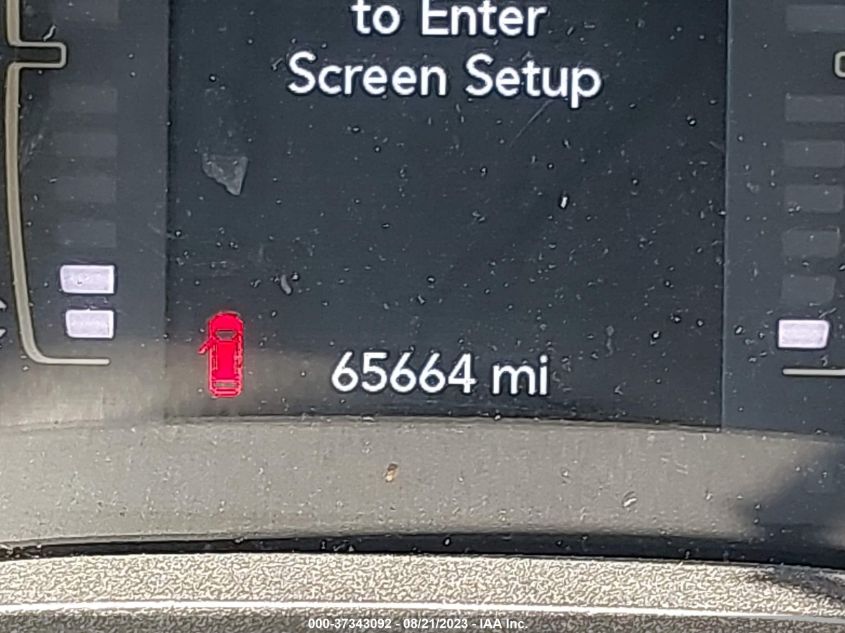 to Enter
Screen Setup
65664 mi
000-37343092 - 08/21/2023 - IAA Inc.